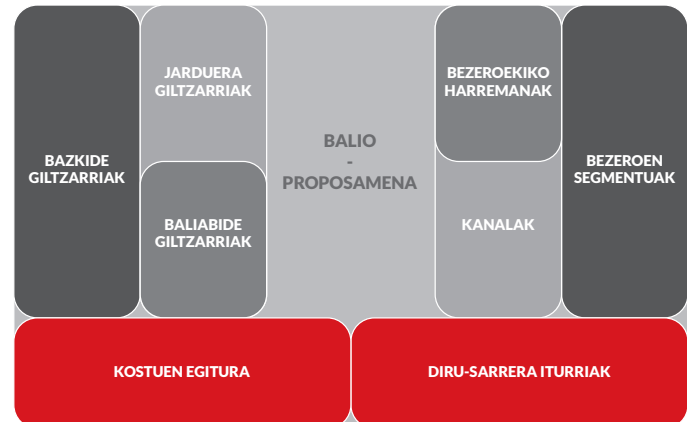 BAZKIDE
GILTZARRIAK
JARDUERA
GILTZARRIAK
BALIABIDE
GILTZARRIAK
BALIO
-
PROPOSAMENA
BEZEROEKIKO
HARREMANAK
KANALAK
BEZEROEN
SEGMENTUAK
KOSTUEN EGITURA
DIRU-SARRERA ITURRIAK